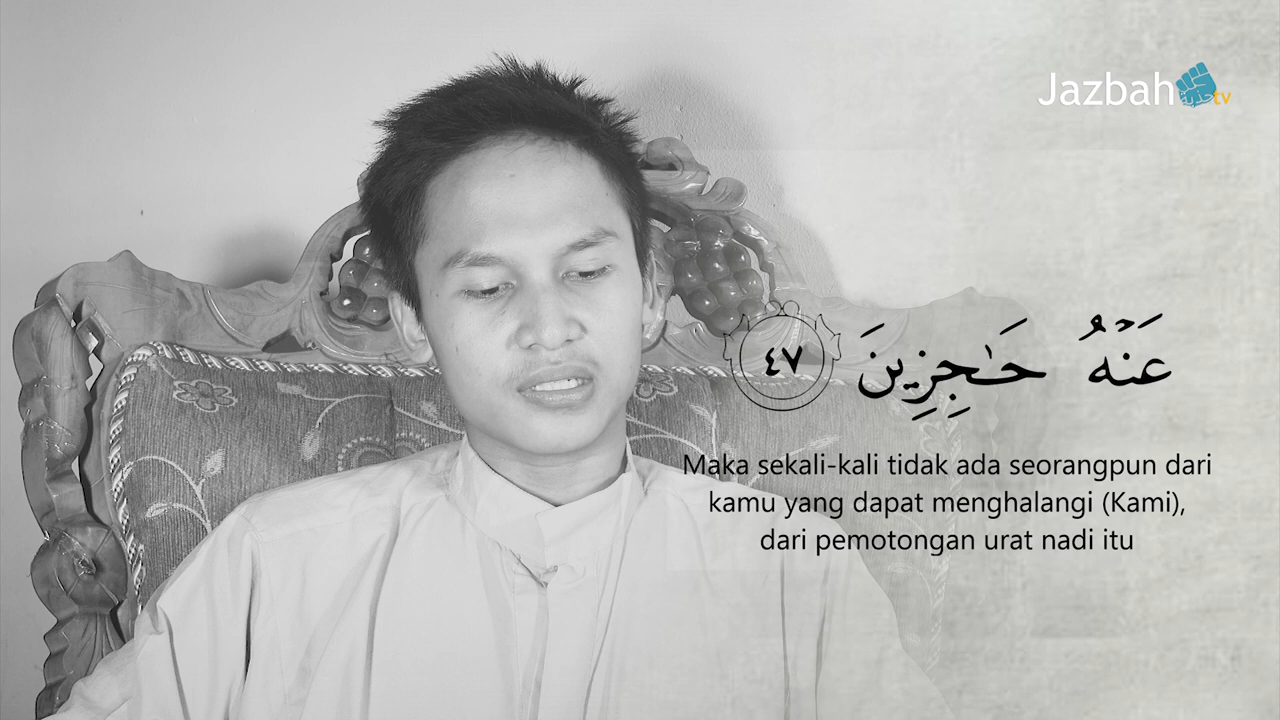 Jazbah tv
عَنْهُ حَـٰجِزِينَ ٤٧
Maka sekali-kali tidak ada seorangpun dari
kamu yang dapat menghalangi (Kami),
dari pemotongan urat nadi itu